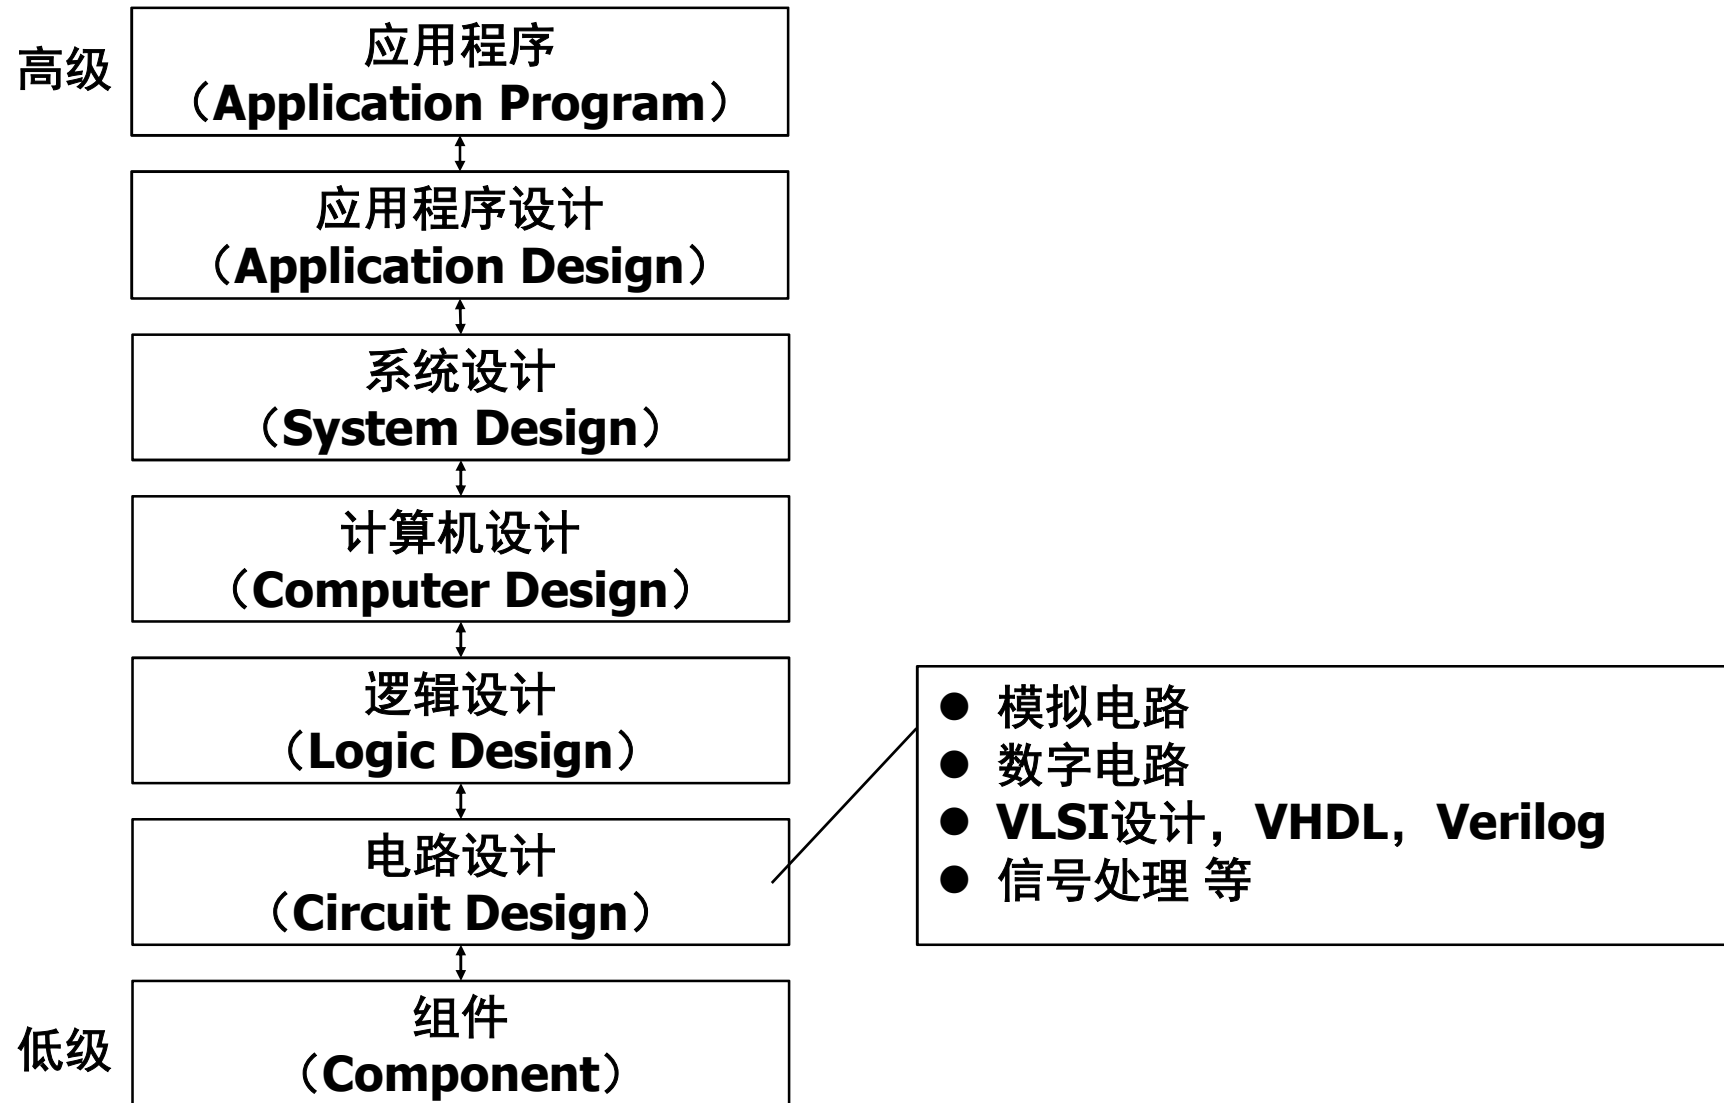 高级
应用程序
（Application Program）
应用程序设计
（Application Design）
系统设计
（System Design）
计算机设计
（Computer Design）
逻辑设计
（Logic Design）
电路设计
（Circuit Design）
● 模拟电路
● 数字电路
● VLSI设计，VHDL，Verilog
● 信号处理 等
低级
组件
（Component）